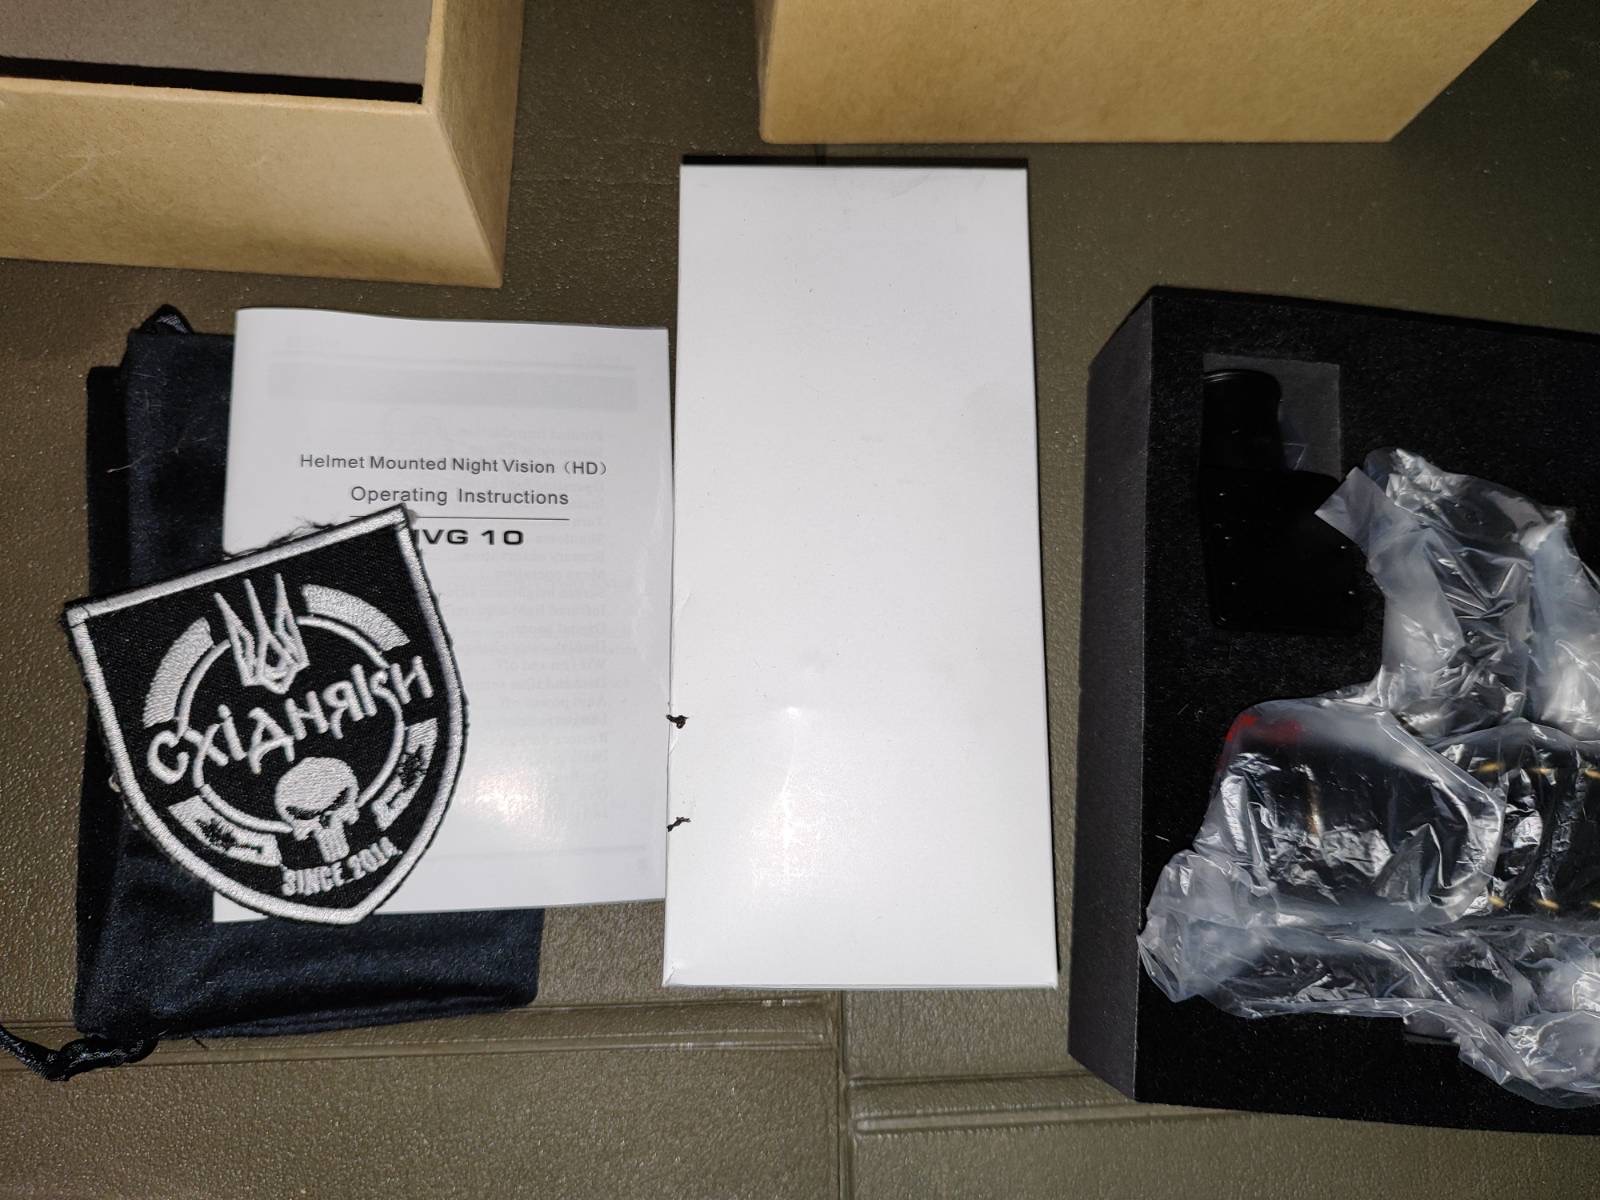 Helmet Mounted Night Vision（HD）
Operating Instructions
VG 10
СХІДНЯКИ
SINCE 2014